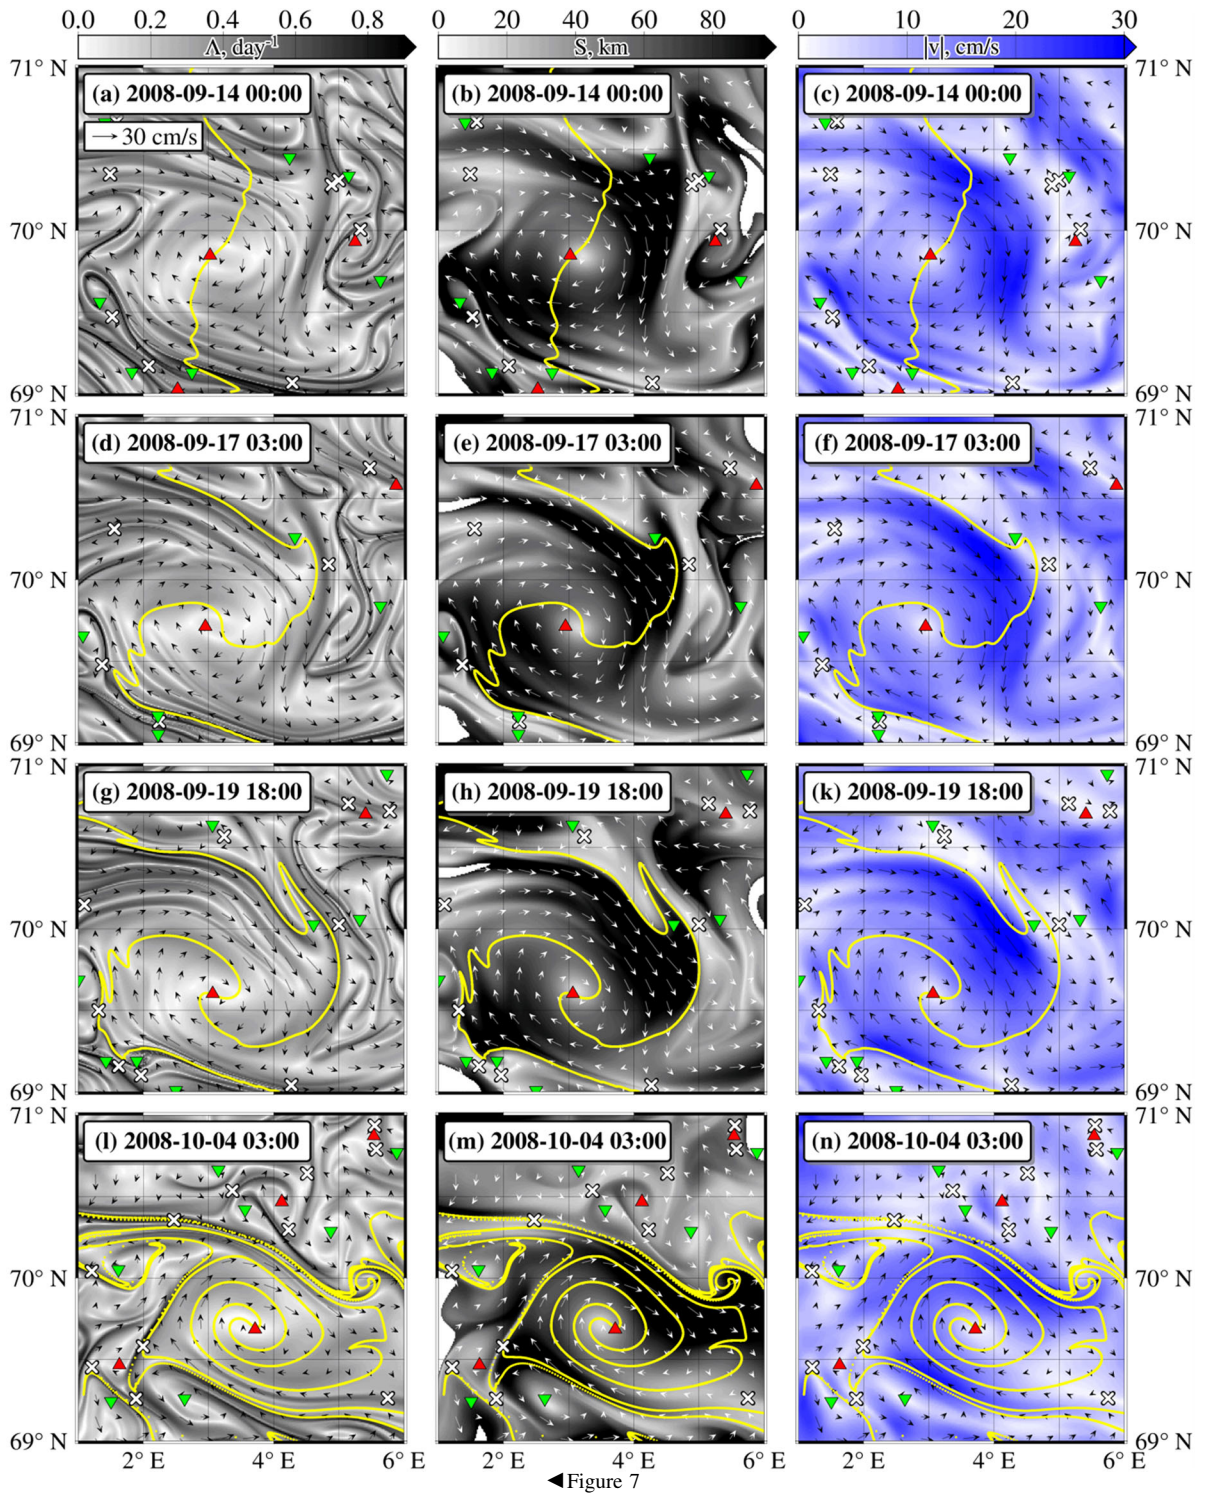 0.0 0.2 0.4 0.6 0.8 0 20 40 60 80 0 10 20 30
Λ, day⁻¹ S, km |v|, cm/s
71° N 71° N
(a) 2008-09-14 00:00 (b) 2008-09-14 00:00 (c) 2008-09-14 00:00
→ 30 cm/s
70° N 70° N
69° N 69° N
71° N 71° N
(d) 2008-09-17 03:00 (e) 2008-09-17 03:00 (f) 2008-09-17 03:00
70° N 70° N
69° N 69° N
71° N 71° N
(g) 2008-09-19 18:00 (h) 2008-09-19 18:00 (k) 2008-09-19 18:00
70° N 70° N
69° N 69° N
71° N 71° N
(l) 2008-10-04 03:00 (m) 2008-10-04 03:00 (n) 2008-10-04 03:00
70° N 70° N
69° N 69° N
2° E 4° E 6° E 2° E 4° E 6° E 2° E 4° E 6° E
◄ Figure 7